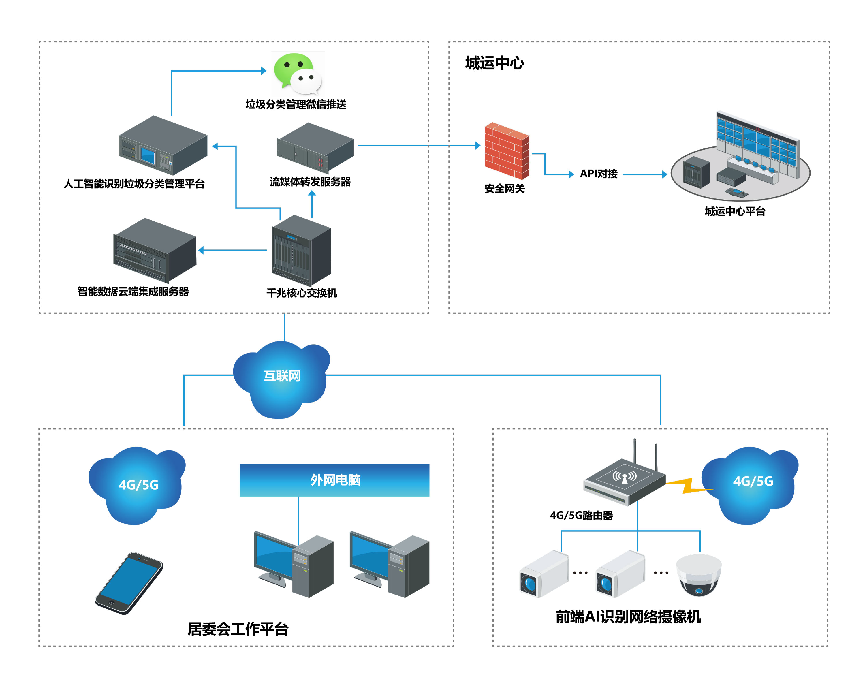 城运中心
垃圾分类管理微信推送
人工智能识别垃圾分类管理平台
流媒体转发服务器
安全网关
API对接
城运中心平台
智能数据云端集成服务器
千兆核心交换机
互联网
4G/5G
外网电脑
4G/5G
4G/5G路由器
居委会工作平台
前端AI识别网络摄像机